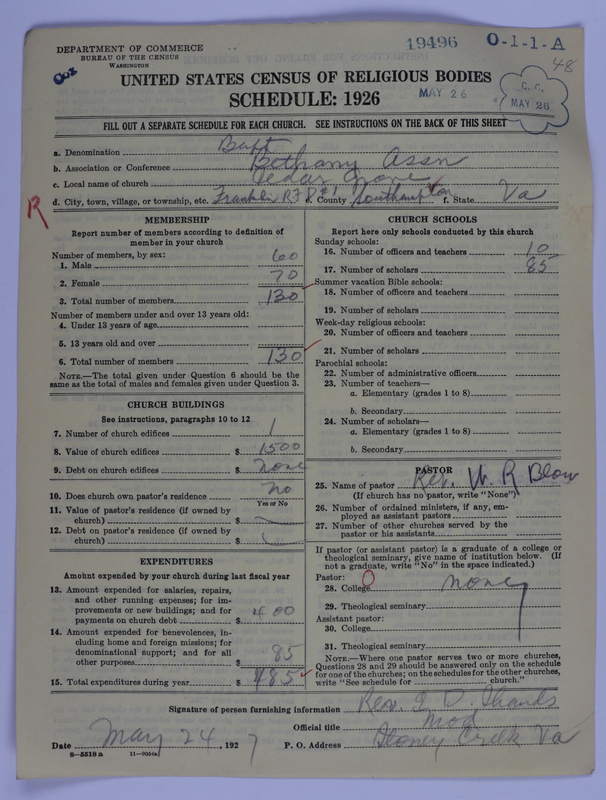 DEPARTMENT OF COMMERCE
BUREAU OF THE CENSUS
WASHINGTON
19496 O-1-1-A
48
UNITED STATES CENSUS OF RELIGIOUS BODIES
SCHEDULE: 1926
MAY 26
C. C.
MAY 26
FILL OUT A SEPARATE SCHEDULE FOR EACH CHURCH. SEE INSTRUCTIONS ON THE BACK OF THIS SHEET
a. Denomination Bapt
b. Association or Conference Bethany Assn
c. Local name of church Cedar Grove
d. City, town, village, or township, etc. Franklin RFD #1 e. County Southampton f. State Va
R
MEMBERSHIP
Report number of members according to definition of
member in your church
Number of members, by sex:
1. Male 60
2. Female 70
3. Total number of members 130
Number of members under and over 13 years old:
4. Under 13 years of age
5. 13 years old and over
6. Total number of members 130
NOTE.—The total given under Question 6 should be the
same as the total of males and females given under Question 3.
CHURCH BUILDINGS
See instructions, paragraphs 10 to 12
7. Number of church edifices 1
8. Value of church edifices $ 1500
9. Debt on church edifices $ none
10. Does church own pastor's residence no
Yes or No
11. Value of pastor's residence (if owned by
church) $
12. Debt on pastor's residence (if owned by
church) $
EXPENDITURES
Amount expended by your church during last fiscal year
13. Amount expended for salaries, repairs,
and other running expenses; for im-
provements or new buildings; and for
payments on church debt $ 400
14. Amount expended for benevolences, in-
cluding home and foreign missions; for
denominational support; and for all
other purposes $ 85
15. Total expenditures during year $ 485
CHURCH SCHOOLS
Report here only schools conducted by this church
Sunday schools:
16. Number of officers and teachers 10
17. Number of scholars 85
Summer vacation Bible schools:
18. Number of officers and teachers
19. Number of scholars
Week-day religious schools:
20. Number of officers and teachers
21. Number of scholars
Parochial schools:
22. Number of administrative officers
23. Number of teachers—
a. Elementary (grades 1 to 8)
b. Secondary
24. Number of scholars—
a. Elementary (grades 1 to 8)
b. Secondary
PASTOR
25. Name of pastor Rev. W. R Blow
(If church has no pastor, write "None")
26. Number of ordained ministers, if any, em-
ployed as assistant pastors
27. Number of other churches served by the
pastor or his assistants
If pastor (or assistant pastor) is a graduate of a college or
theological seminary, give name of institution below. (If
not a graduate, write "No" in the space indicated.)
Pastor:
28. College 0 none
29. Theological seminary
Assistant pastor:
30. College
31. Theological seminary
NOTE.—Where one pastor serves two or more churches,
Questions 28 and 29 should be answered only on the schedule
for one of the churches; on the schedules for the other churches,
write "See schedule for church."
Signature of person furnishing information Rev. E. D. Shands
Official title Mod
Date May 24, 1927 P. O. Address Stoney Creek Va
8—5518 a